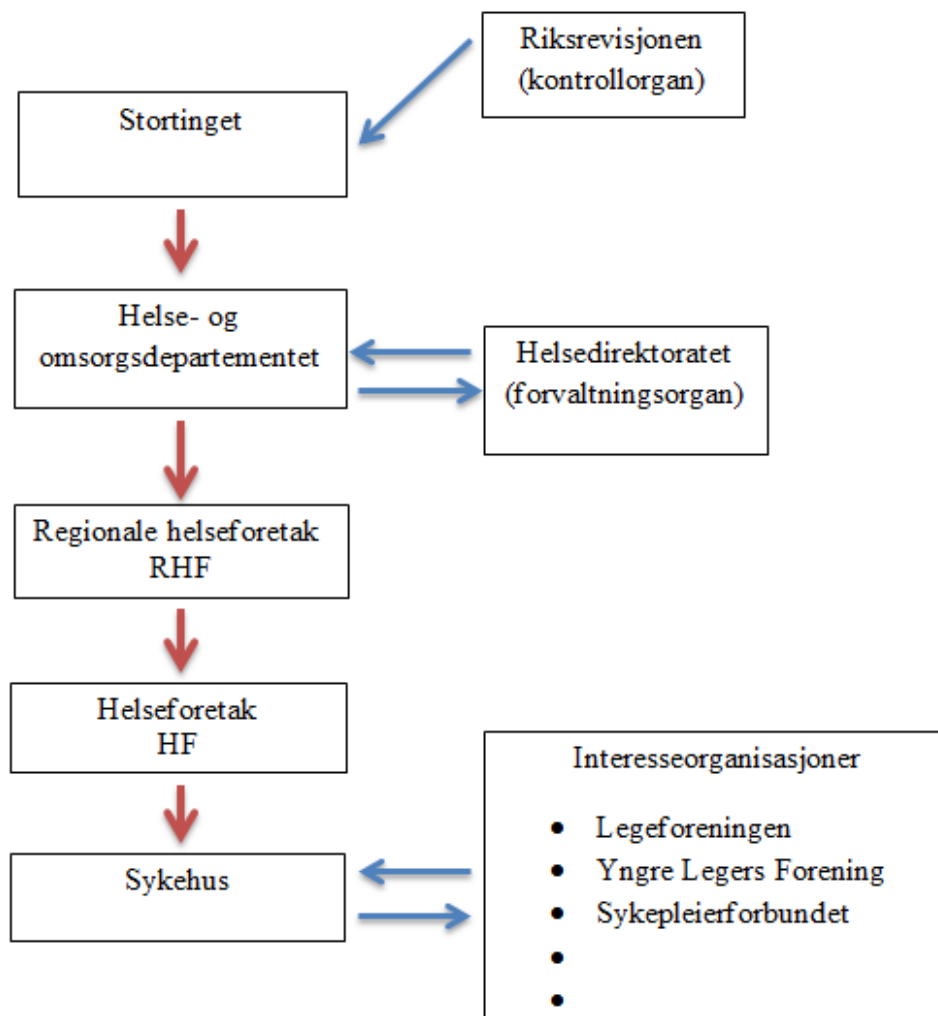 Riksrevisjonen
(kontrollorgan)
Stortinget
Helse- og
omsorgsdepartementet
Helsedirektoratet
(forvaltningsorgan)
Regionale helseforetak
RHF
Helseforetak
HF
Interesseorganisasjoner
• Legeforeningen
• Yngre Legers Forening
• Sykepleierforbundet
•
•
Sykehus